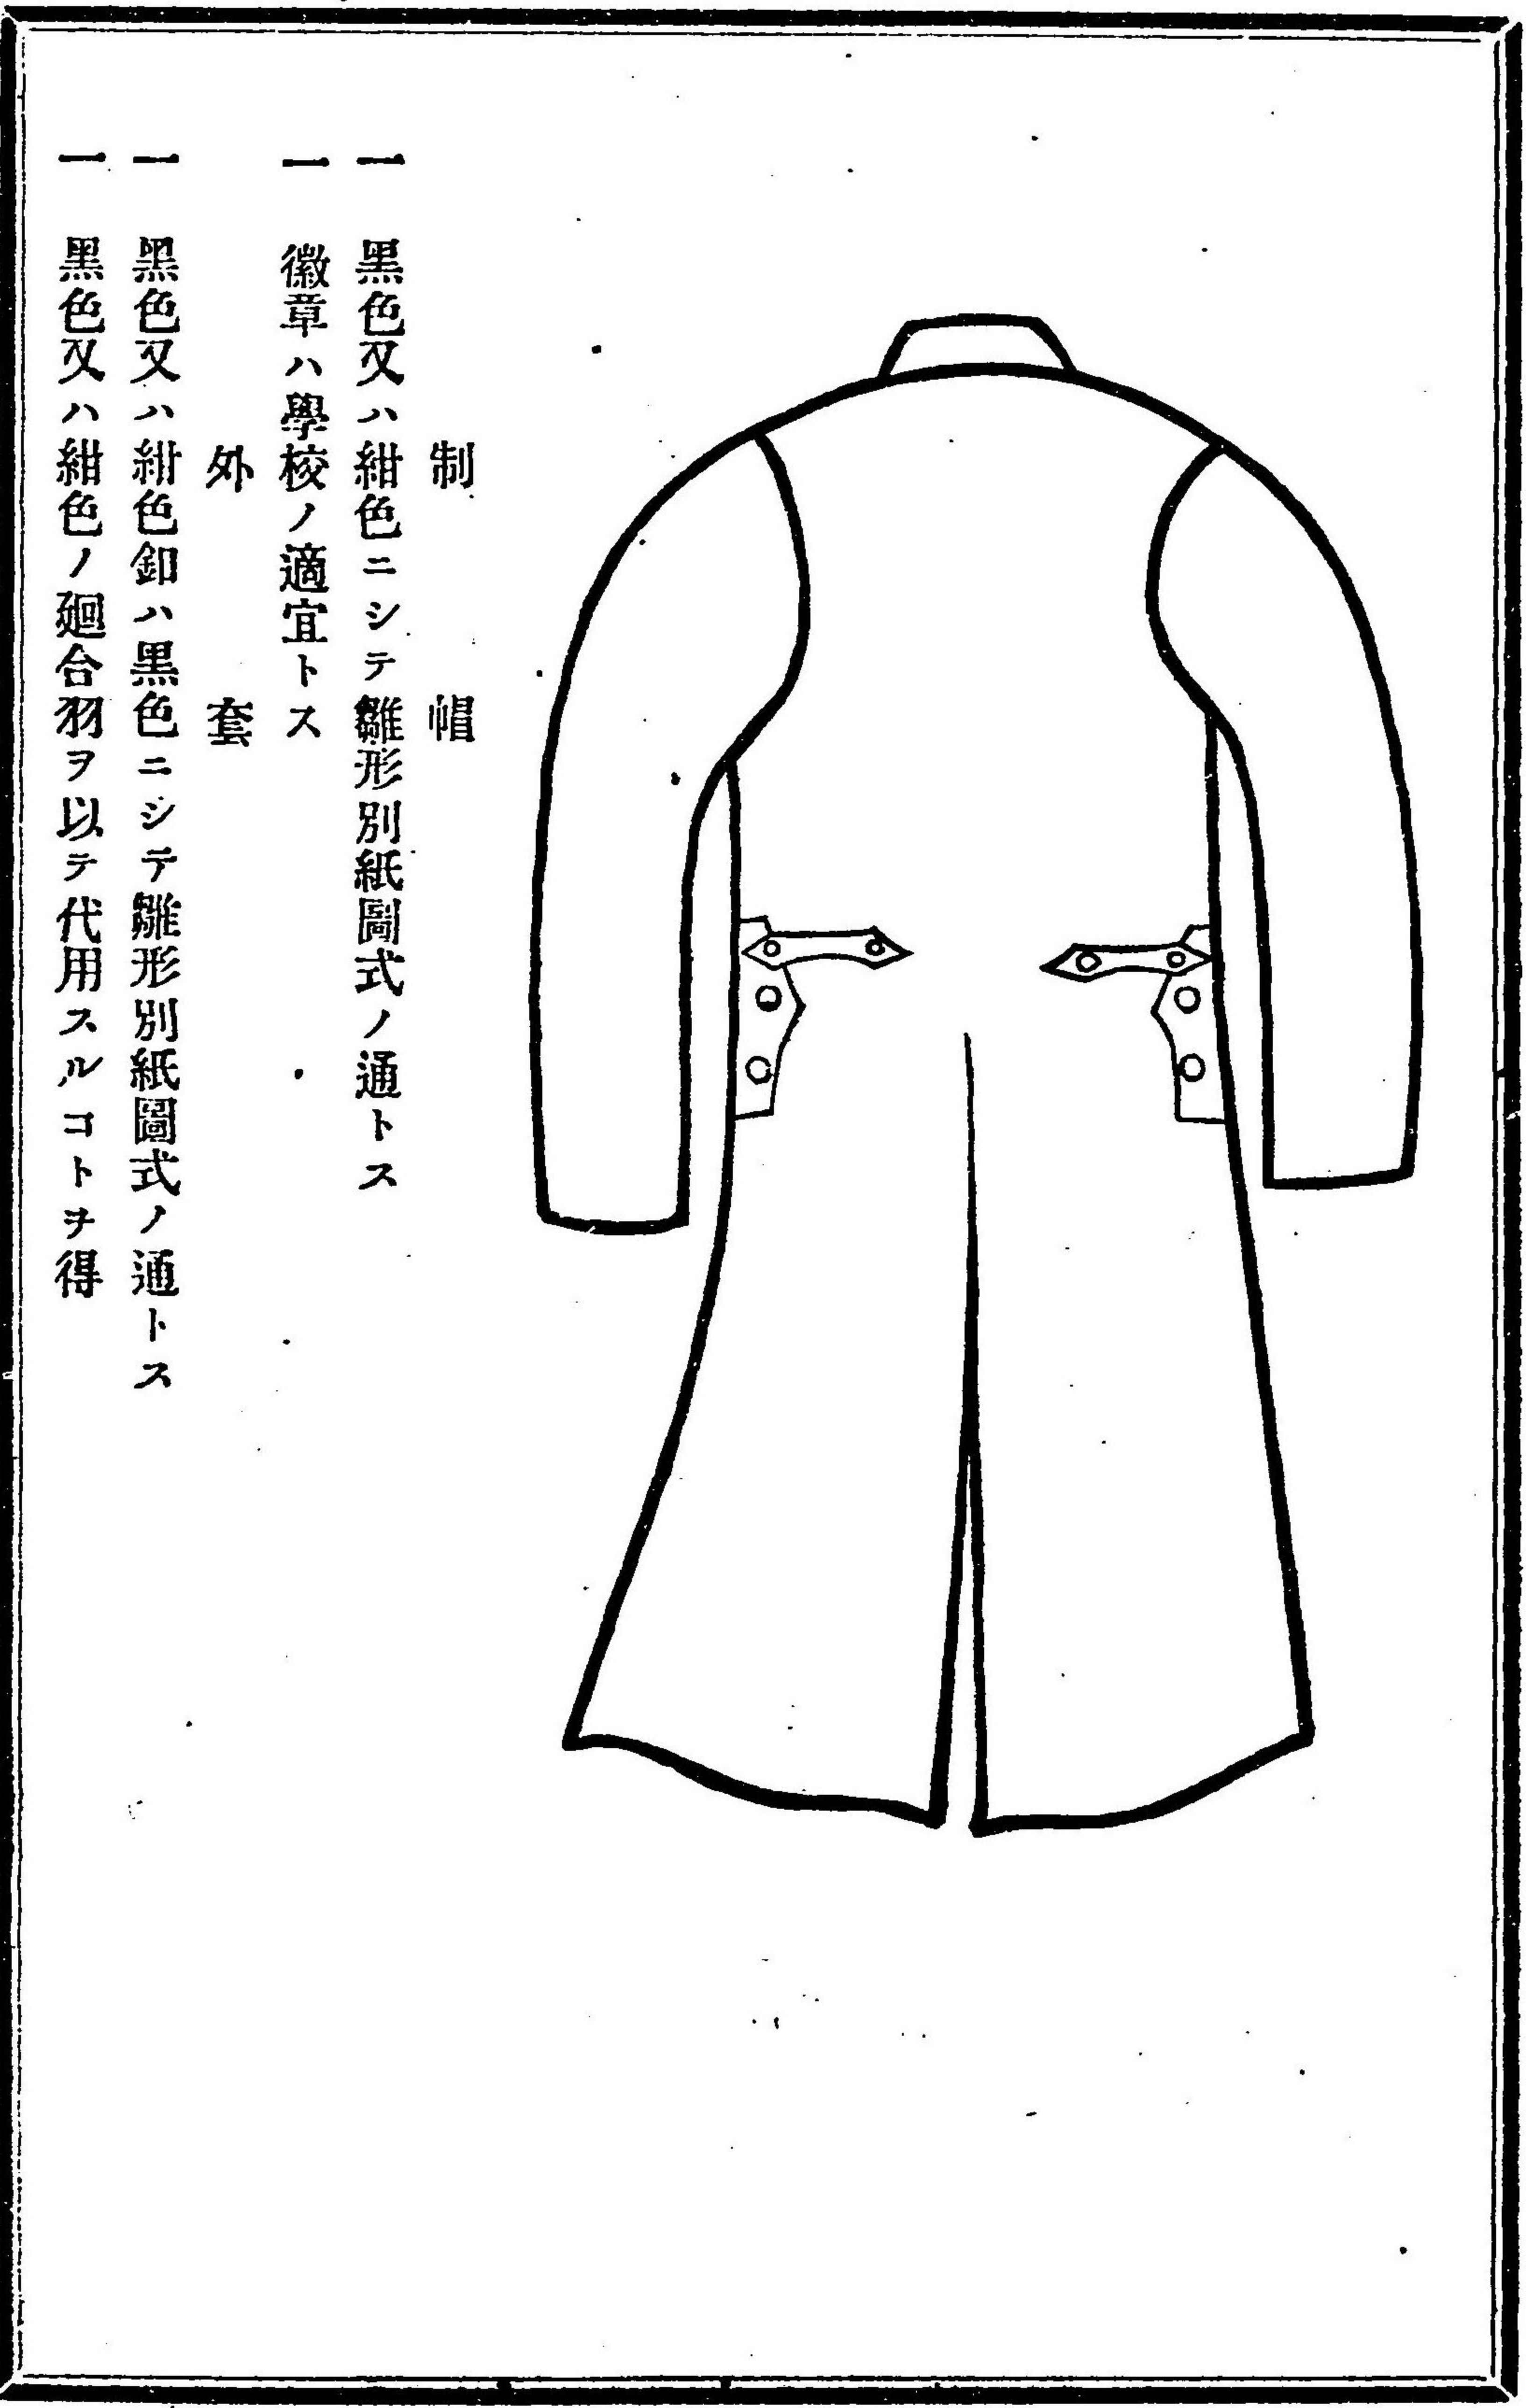 制帽
一 黒色又ハ紺色ニシテ雛形別紙圖式ノ通トス
一 徽章ハ學校ノ適宜トス
外套
一 黒色又ハ紺色釦ハ黒色ニシテ雛形別紙圖式ノ通トス
一 黒色又ハ紺色ノ廻合羽ヲ以テ代用スルコトヲ得